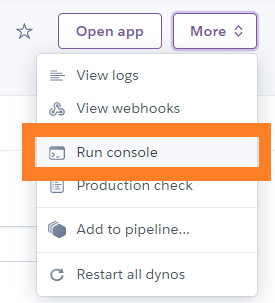 Open app
More
View logs
View webhooks
Run console
Production check
Add to pipeline...
Restart all dynos